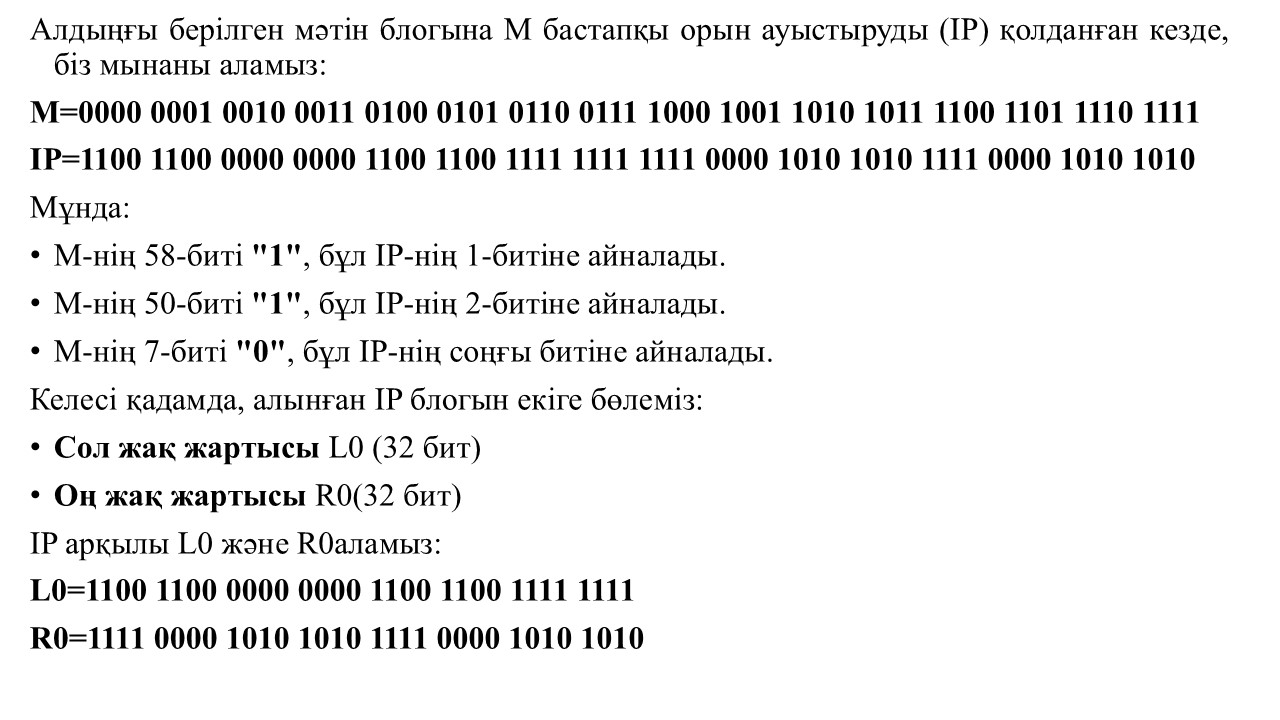 Алдыңғы берілген мәтін блогына M бастапқы орын ауыстыруды (IP) қолданған кезде,
біз мынаны аламыз:
M=0000 0001 0010 0011 0100 0101 0110 0111 1000 1001 1010 1011 1100 1101 1110 1111
IP=1100 1100 0000 0000 1100 1100 1111 1111 1111 0000 1010 1010 1111 0000 1010 1010
Мұнда:
• M-нің 58-биті "1", бұл IP-нің 1-битіне айналады.
• M-нің 50-биті "1", бұл IP-нің 2-битіне айналады.
• M-нің 7-биті "0", бұл IP-нің соңғы битіне айналады.
Келесі қадамда, алынған IP блогын екіге бөлеміз:
• Сол жақ жартысы L0 (32 бит)
• Оң жақ жартысы R0(32 бит)
IP арқылы L0 және R0аламыз:
L0=1100 1100 0000 0000 1100 1100 1111 1111
R0=1111 0000 1010 1010 1111 0000 1010 1010